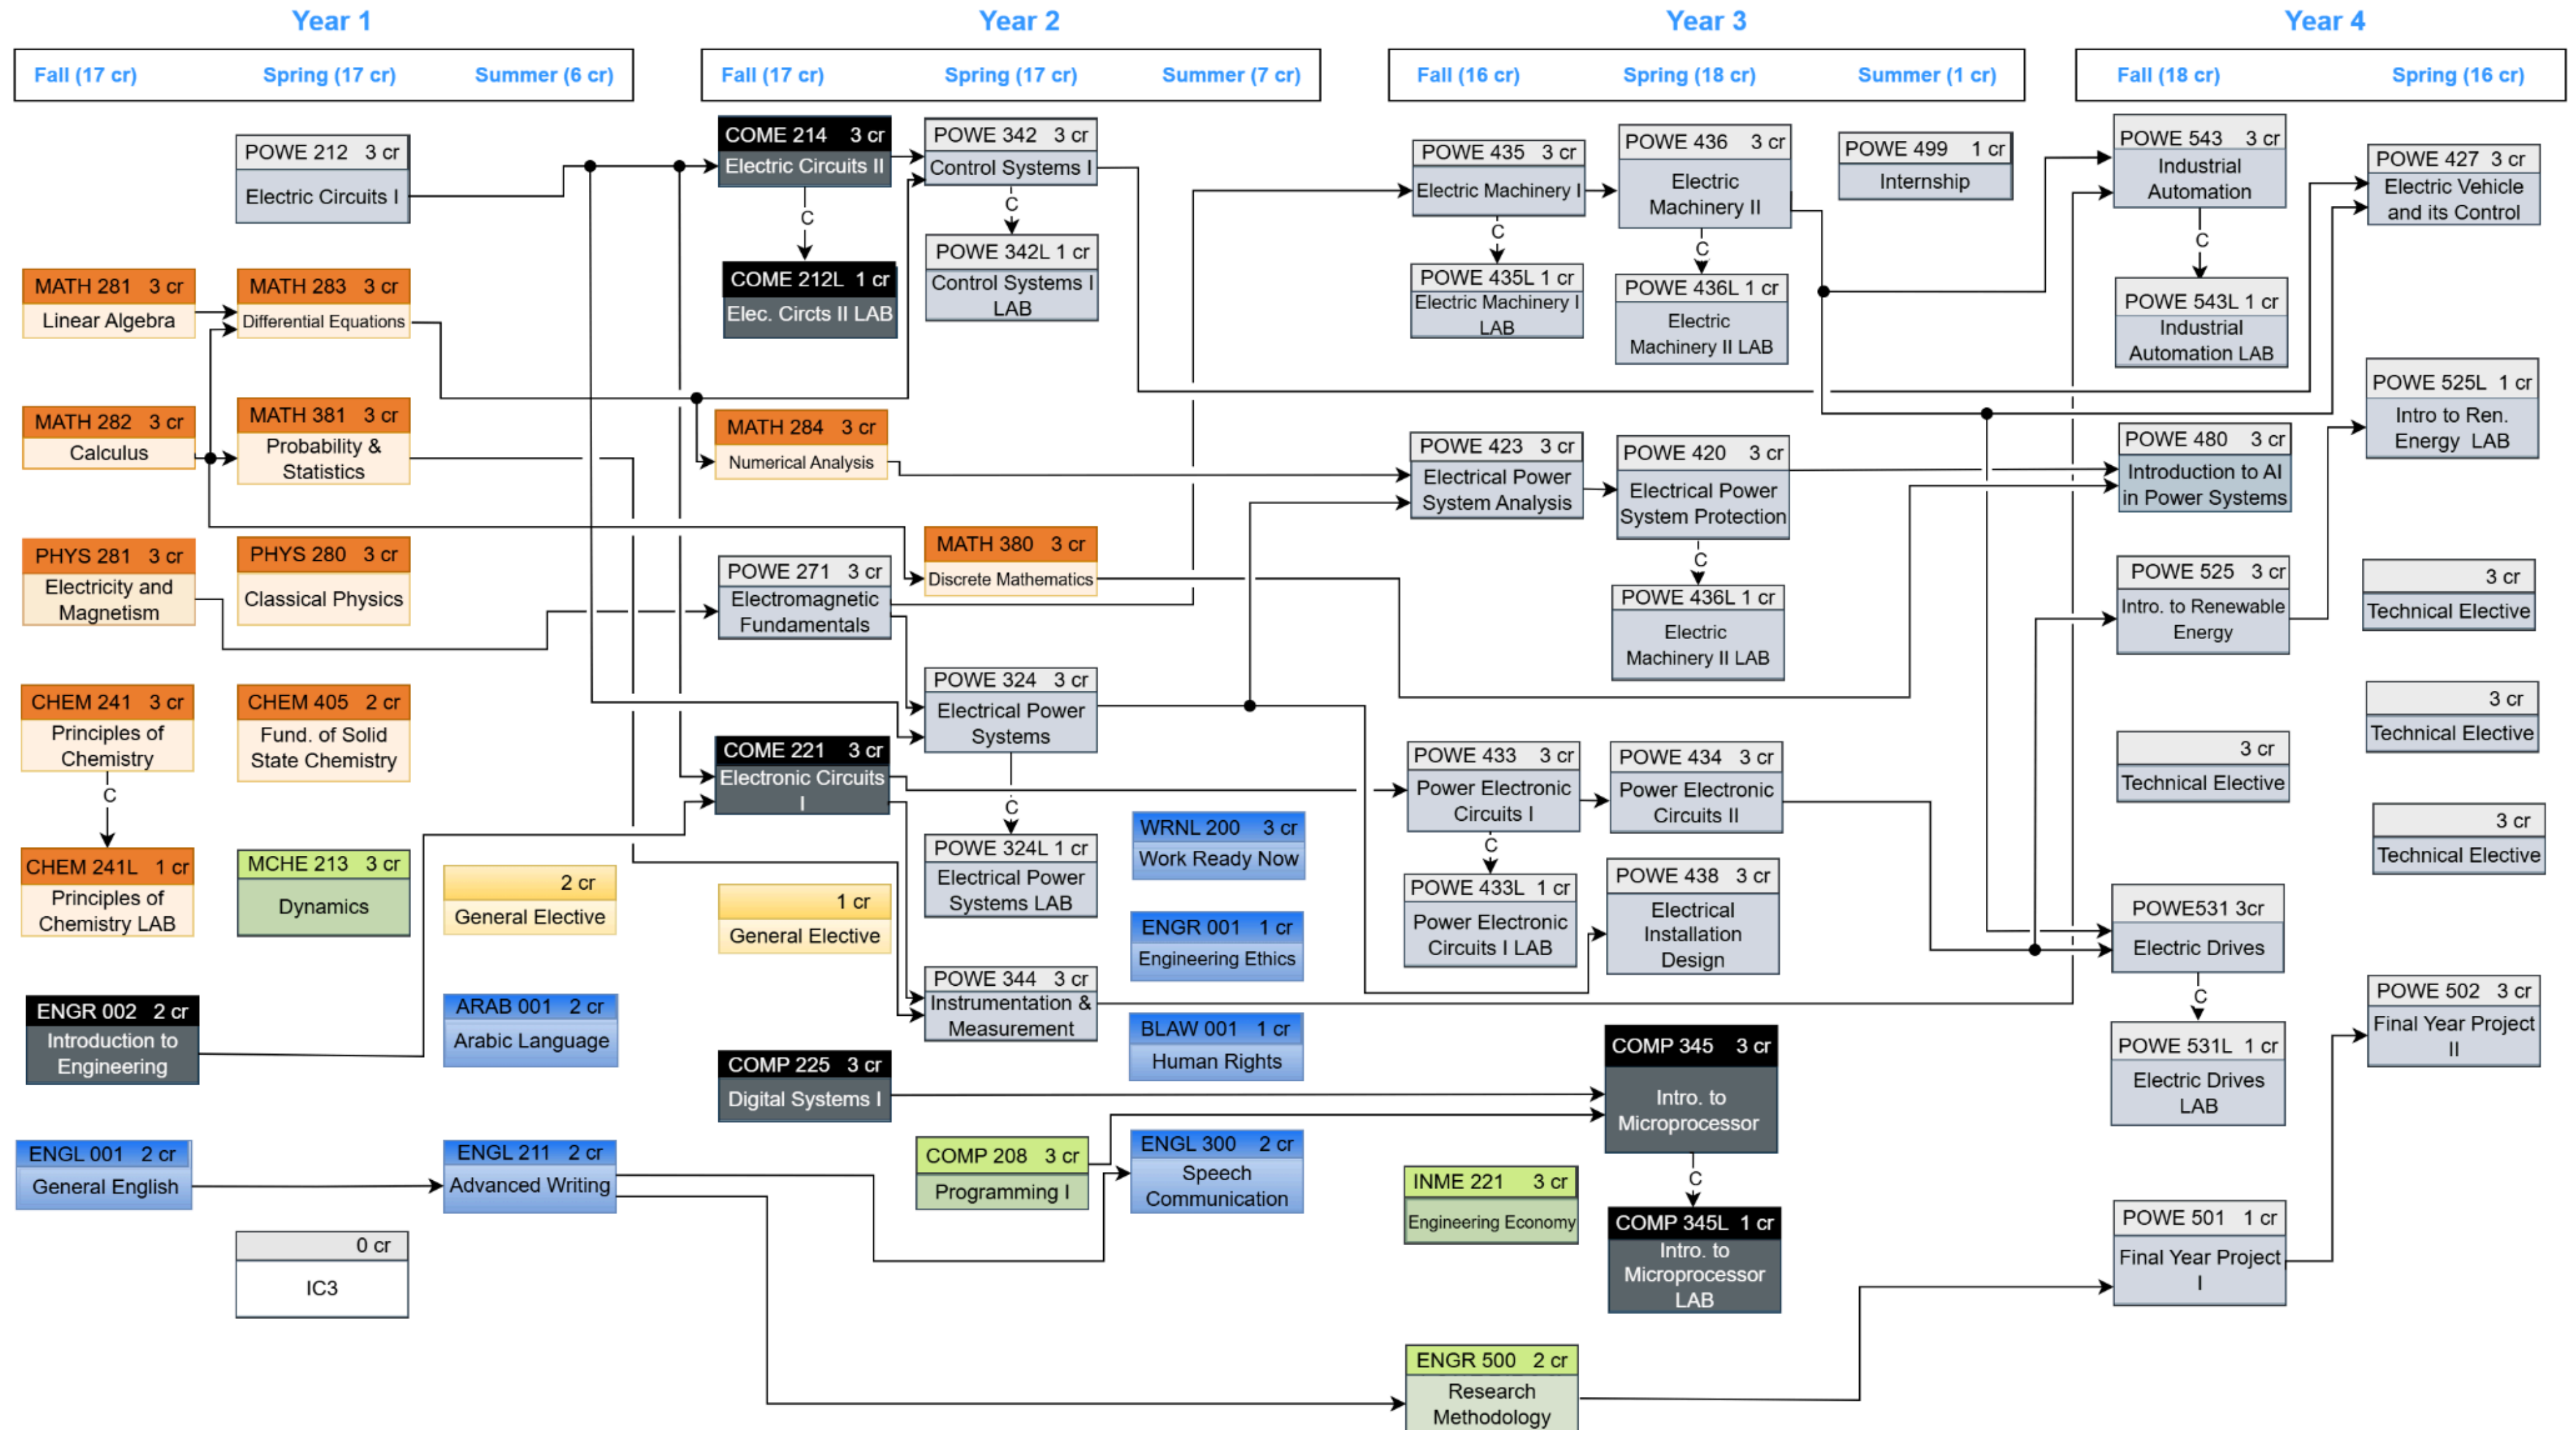 Year 1
Year 2
Year 3
Year 4
Fall (17 cr)
Spring (17 cr)
Summer (6 cr)
Fall (17 cr)
Spring (17 cr)
Summer (7 cr)
Fall (16 cr)
Spring (18 cr)
Summer (1 cr)
Fall (18 cr)
Spring (16 cr)
MATH 281 3 cr
Linear Algebra
MATH 282 3 cr
Calculus
PHYS 281 3 cr
Electricity and
Magnetism
CHEM 241 3 cr
Principles of
Chemistry
C
CHEM 241L 1 cr
Principles of
Chemistry LAB
ENGR 002 2 cr
Introduction to
Engineering
ENGL 001 2 cr
General English
POWE 212 3 cr
Electric Circuits I
MATH 283 3 cr
Differential Equations
MATH 381 3 cr
Probability &
Statistics
PHYS 280 3 cr
Classical Physics
CHEM 405 2 cr
Fund. of Solid
State Chemistry
MCHE 213 3 cr
Dynamics
0 cr
IC3
2 cr
General Elective
ARAB 001 2 cr
Arabic Language
ENGL 211 2 cr
Advanced Writing
COME 214 3 cr
Electric Circuits II
C
COME 212L 1 cr
Elec. Circts II LAB
MATH 284 3 cr
Numerical Analysis
POWE 271 3 cr
Electromagnetic
Fundamentals
COME 221 3 cr
Electronic Circuits
I
1 cr
General Elective
COMP 225 3 cr
Digital Systems I
POWE 342 3 cr
Control Systems I
C
POWE 342L 1 cr
Control Systems I
LAB
MATH 380 3 cr
Discrete Mathematics
POWE 324 3 cr
Electrical Power
Systems
C
POWE 324L 1 cr
Electrical Power
Systems LAB
POWE 344 3 cr
Instrumentation &
Measurement
COMP 208 3 cr
Programming I
WRNL 200 3 cr
Work Ready Now
ENGR 001 1 cr
Engineering Ethics
BLAW 001 1 cr
Human Rights
ENGL 300 2 cr
Speech
Communication
POWE 435 3 cr
Electric Machinery I
C
POWE 435L 1 cr
Electric Machinery I
LAB
POWE 423 3 cr
Electrical Power
System Analysis
POWE 433 3 cr
Power Electronic
Circuits I
C
POWE 433L 1 cr
Power Electronic
Circuits I LAB
INME 221 3 cr
Engineering Economy
ENGR 500 2 cr
Research
Methodology
POWE 436 3 cr
Electric
Machinery II
C
POWE 436L 1 cr
Electric
Machinery II LAB
POWE 420 3 cr
Electrical Power
System Protection
C
POWE 436L 1 cr
Electric
Machinery II LAB
POWE 434 3 cr
Power Electronic
Circuits II
POWE 438 3 cr
Electrical
Installation
Design
COMP 345 3 cr
Intro. to
Microprocessor
C
COMP 345L 1 cr
Intro. to
Microprocessor
LAB
POWE 499 1 cr
Internship
POWE 543 3 cr
Industrial
Automation
C
POWE 543L 1 cr
Industrial
Automation LAB
POWE 480 3 cr
Introduction to AI
in Power Systems
POWE 525 3 cr
Intro. to Renewable
Energy
3 cr
Technical Elective
POWE531 3cr
Electric Drives
C
POWE 531L 1 cr
Electric Drives
LAB
POWE 501 1 cr
Final Year Project
I
POWE 427 3 cr
Electric Vehicle
and its Control
POWE 525L 1 cr
Intro to Ren.
Energy LAB
3 cr
Technical Elective
3 cr
Technical Elective
3 cr
Technical Elective
POWE 502 3 cr
Final Year Project
II